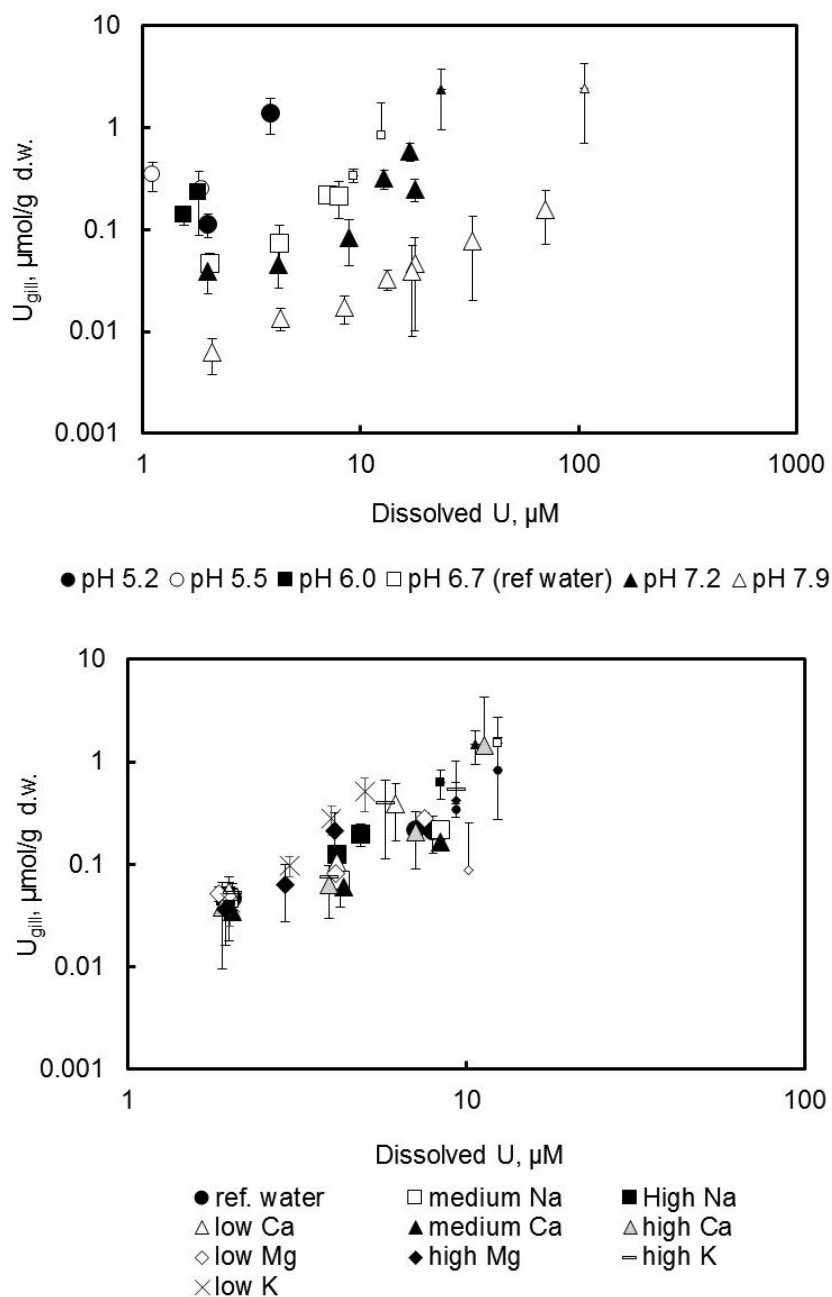 10
1
0.1
0.01
0.001
U_gill, µmol/g d.w.
1 10 100 1000
Dissolved U, µM
pH 5.2 pH 5.5 pH 6.0 pH 6.7 (ref water) pH 7.2 pH 7.9
10
1
0.1
0.01
0.001
U_gill, µmol/g d.w.
1 10 100
Dissolved U, µM
ref. water medium Na High Na
low Ca medium Ca high Ca
low Mg high Mg high K
low K